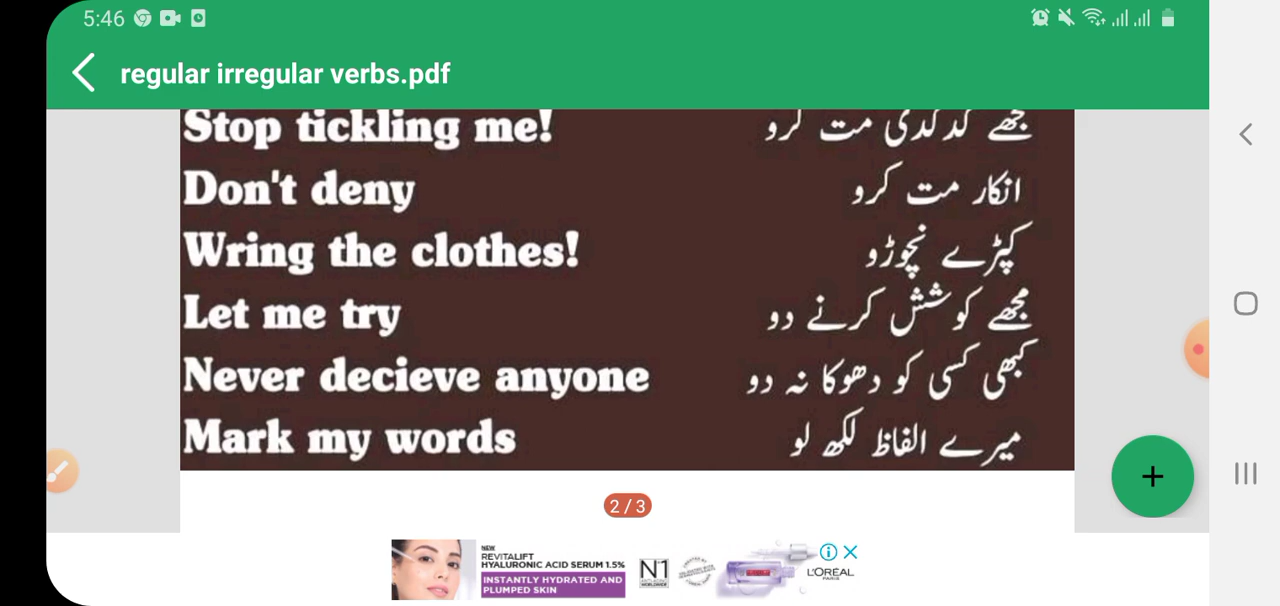 5:46
regular irregular verbs.pdf
Stop tickling me! مجھے گدگدی مت کرو
Don't deny انکار مت کرو
Wring the clothes! کپڑے نچوڑو
Let me try مجھے کوشش کرنے دو
Never decieve anyone کبھی کسی کو دھوکا نہ دو
Mark my words میرے الفاظ لکھ لو
2 / 3
NEW
REVITALIFT
HYALURONIC ACID SERUM 1.5%
INSTANTLY HYDRATED AND
PLUMPED SKIN
N1
L'ORÉAL
PARIS